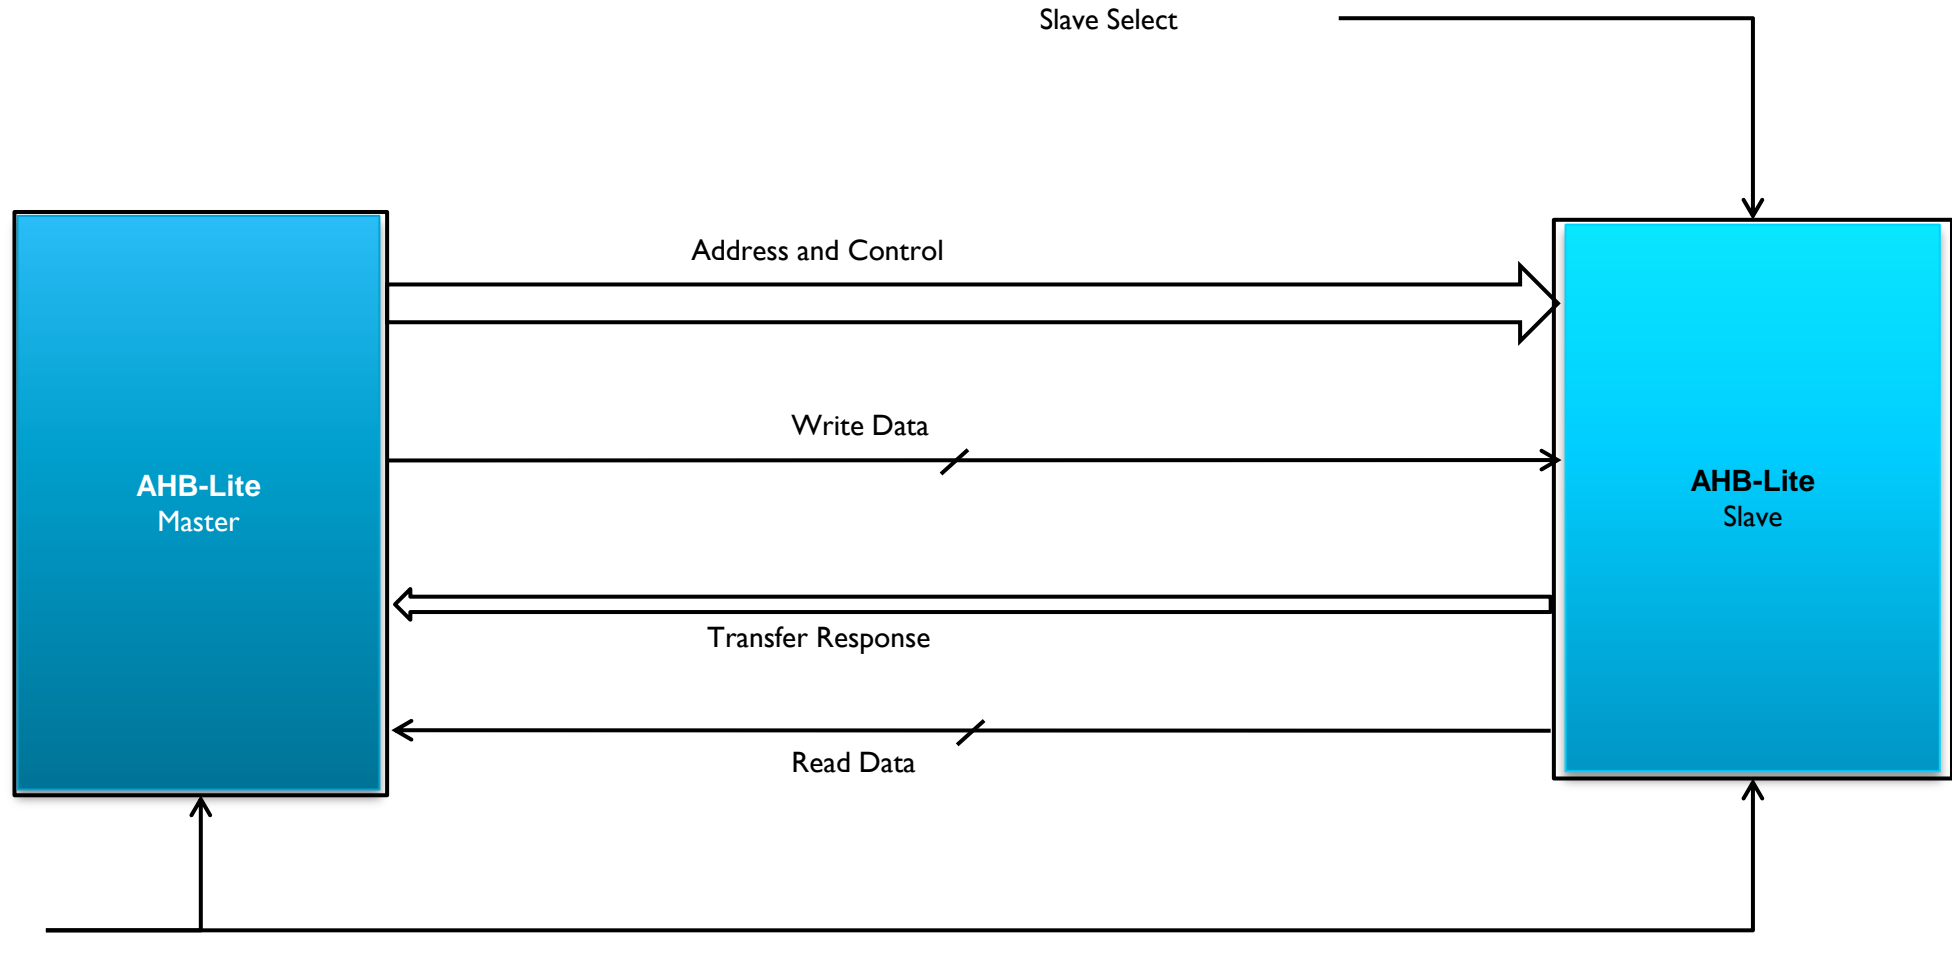 Slave Select
Address and Control
Write Data
AHB-Lite
Master
AHB-Lite
Slave
Transfer Response
Read Data